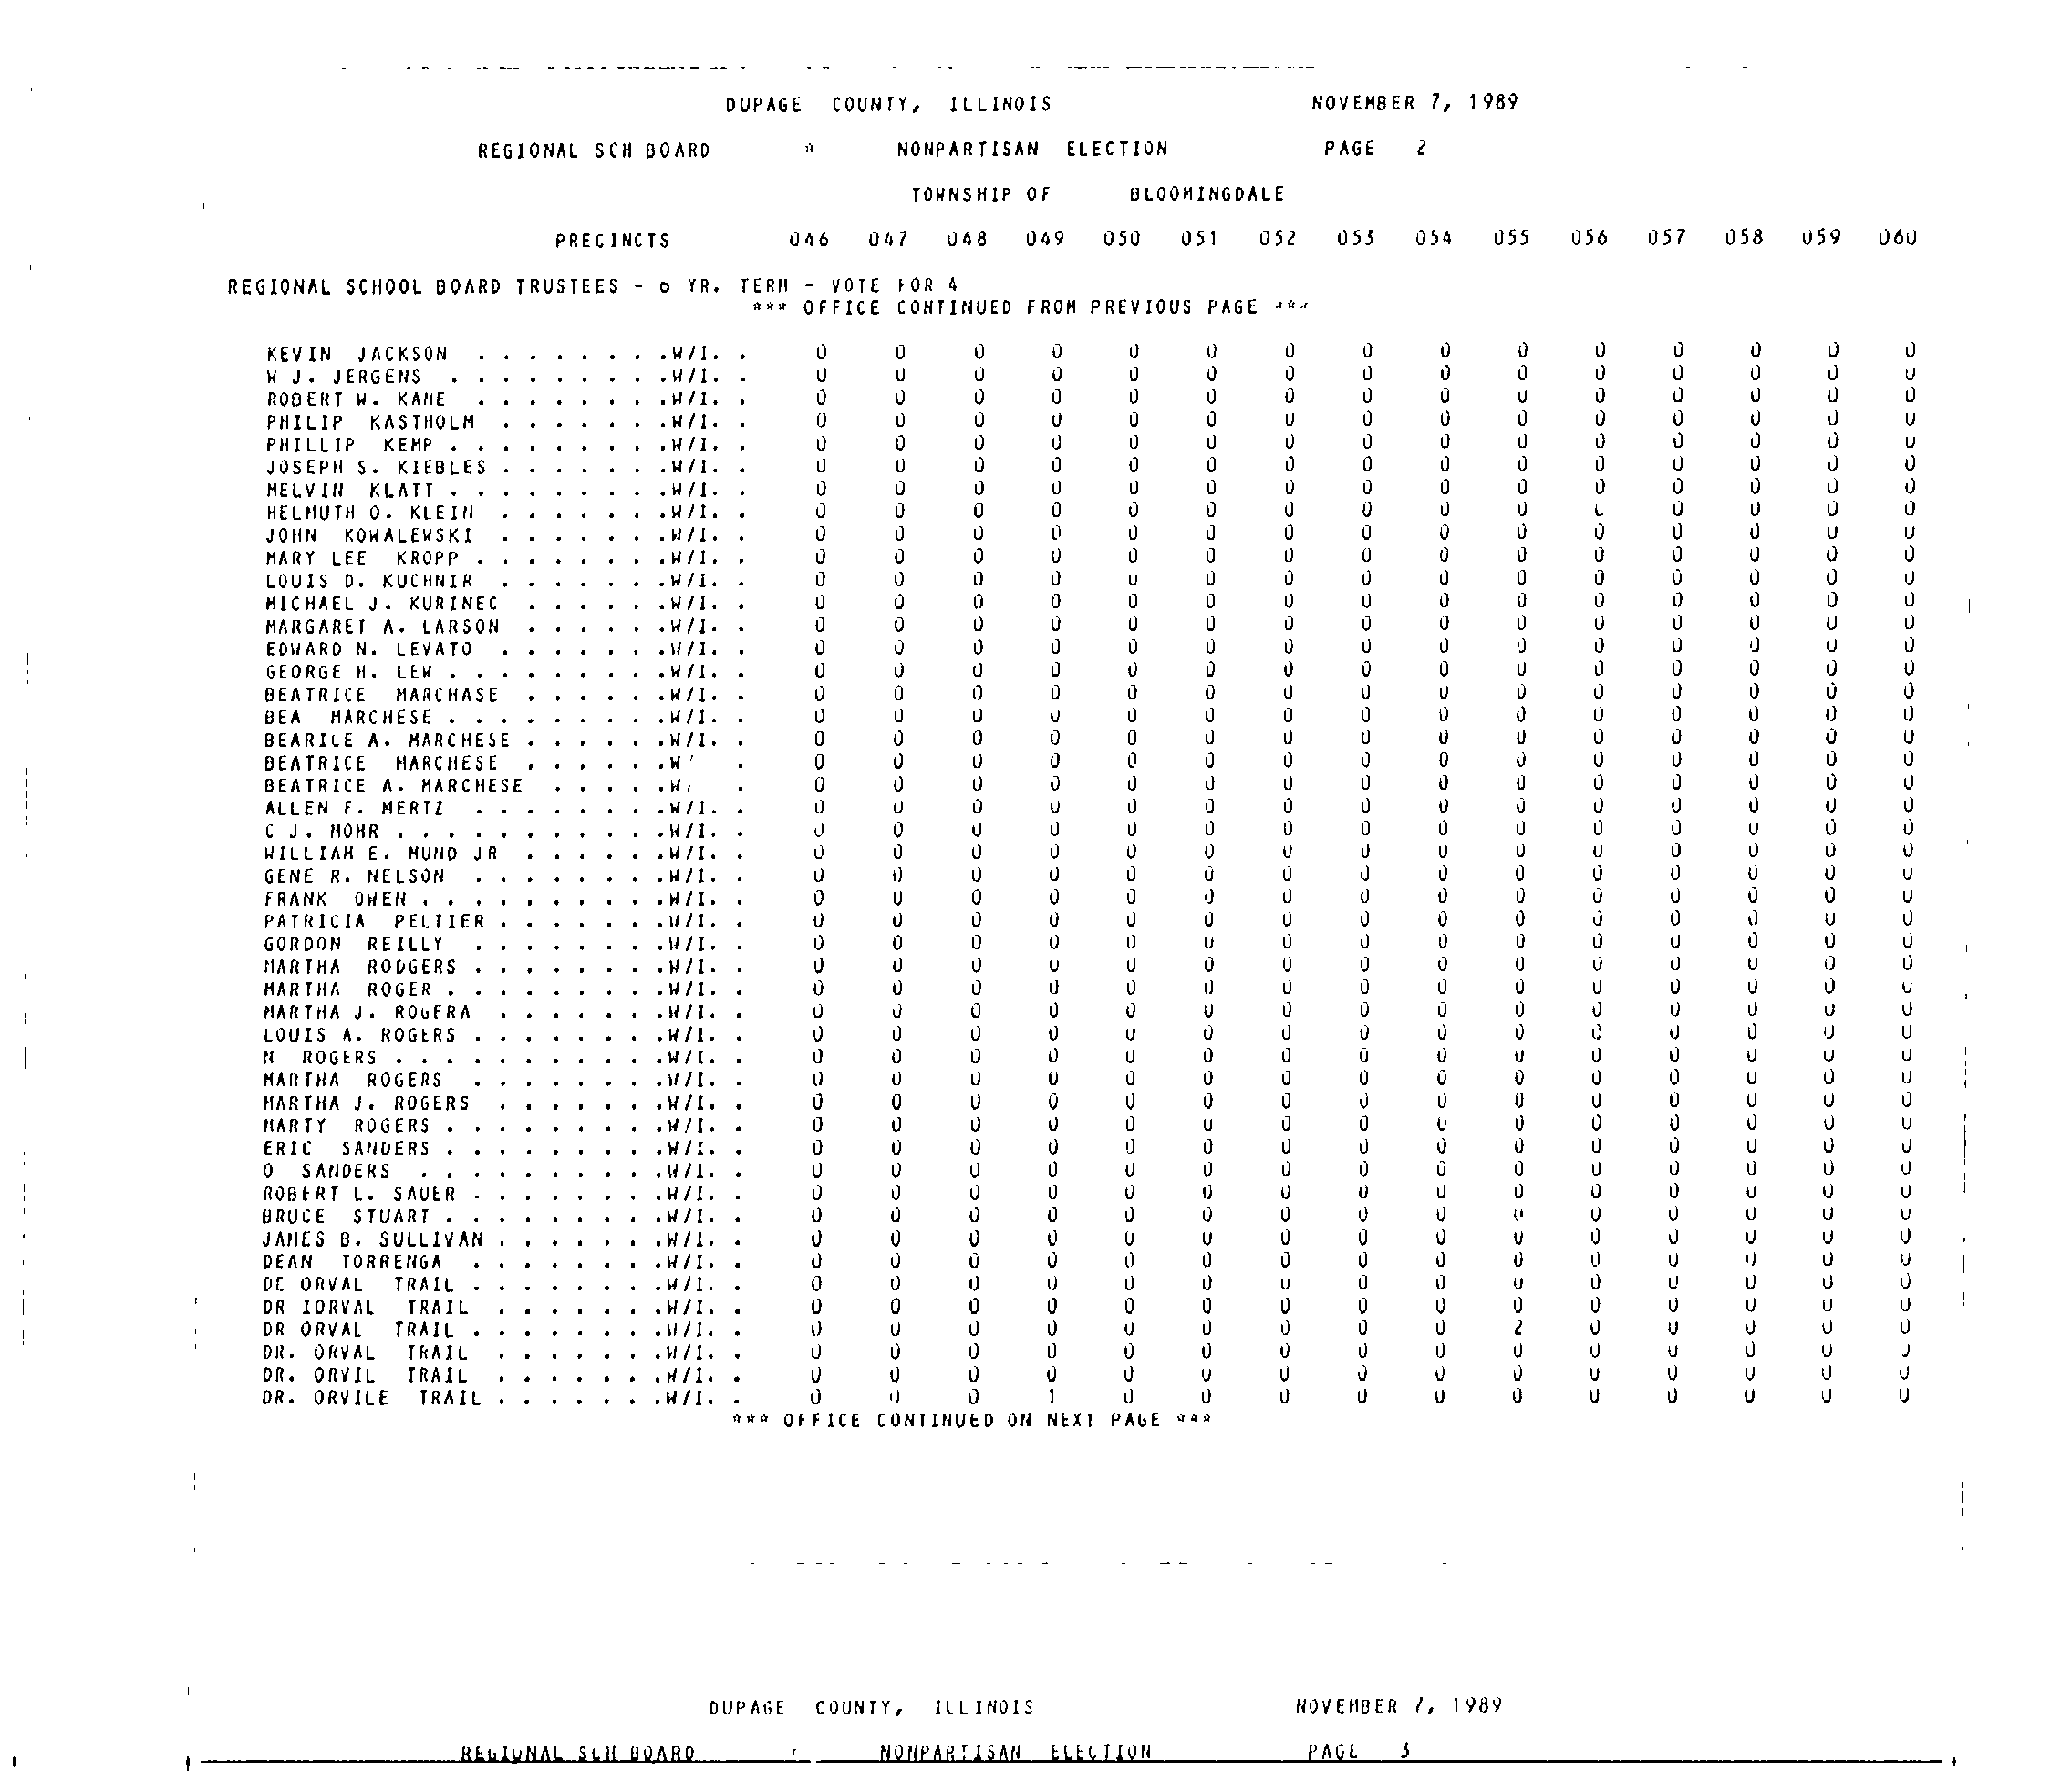 DUPAGE COUNTY, ILLINOIS NOVEMBER 7, 1989
REGIONAL SCH BOARD * NONPARTISAN ELECTION PAGE 2
TOWNSHIP OF BLOOMINGDALE
PRECINCTS 046 047 048 049 050 051 052 053 054 055 056 057 058 059 060
REGIONAL SCHOOL BOARD TRUSTEES - 6 YR. TERM - VOTE FOR 4
*** OFFICE CONTINUED FROM PREVIOUS PAGE ***
KEVIN JACKSON . . . . . . . .W/I. . 0 0 0 0 0 0 0 0 0 0 0 0 0 0 0
W J. JERGENS . . . . . . . . .W/I. . 0 0 0 0 0 0 0 0 0 0 0 0 0 0 0
ROBERT W. KANE . . . . . . . .W/I. . 0 0 0 0 0 0 0 0 0 0 0 0 0 0 0
PHILIP KASTHOLM . . . . . . .W/I. . 0 0 0 0 0 0 0 0 0 0 0 0 0 0 0
PHILLIP KEMP . . . . . . . . .W/I. . 0 0 0 0 0 0 0 0 0 0 0 0 0 0 0
JOSEPH S. KIEBLES . . . . . . .W/I. . 0 0 0 0 0 0 0 0 0 0 0 0 0 0 0
MELVIN KLATT . . . . . . . . .W/I. . 0 0 0 0 0 0 0 0 0 0 0 0 0 0 0
HELMUTH O. KLEIN . . . . . . .W/I. . 0 0 0 0 0 0 0 0 0 0 0 0 0 0
JOHN KOWALEWSKI . . . . . . .W/I. . 0 0 0 0 0 0 0 0 0 0 0 0 0 0 0
MARY LEE KROPP . . . . . . . .W/I. . 0 0 0 0 0 0 0 0 0 0 0 0 0 0 0
LOUIS D. KUCHNIR . . . . . . .W/I. . 0 0 0 0 0 0 0 0 0 0 0 0 0 0 0
MICHAEL J. KURINEC . . . . . .W/I. . 0 0 0 0 0 0 0 0 0 0 0 0 0 0 0
MARGARET A. LARSON . . . . . .W/I. . 0 0 0 0 0 0 0 0 0 0 0 0 0 0 0
EDWARD N. LEVATO . . . . . . .W/I. . 0 0 0 0 0 0 0 0 0 0 0 0 0 0 0
GEORGE H. LEW . . . . . . . . .W/I. . 0 0 0 0 0 0 0 0 0 0 0 0 0 0 0
BEATRICE MARCHASE . . . . . .W/I. . 0 0 0 0 0 0 0 0 0 0 0 0 0 0 0
BEA MARCHESE . . . . . . . . .W/I. . 0 0 0 0 0 0 0 0 0 0 0 0 0 0 0
BEARICE A. MARCHESE . . . . . .W/I. . 0 0 0 0 0 0 0 0 0 0 0 0 0 0 0
BEATRICE MARCHESE . . . . . .W . 0 0 0 0 0 0 0 0 0 0 0 0 0 0 0
BEATRICE A. MARCHESE . . . . .W . 0 0 0 0 0 0 0 0 0 0 0 0 0 0 0
ALLEN F. MERTZ . . . . . . . .W/I. . 0 0 0 0 0 0 0 0 0 0 0 0 0 0 0
C J. MOHR . . . . . . . . . . .W/I. . 0 0 0 0 0 0 0 0 0 0 0 0 0 0 0
WILLIAM E. MUND JR . . . . . .W/I. . 0 0 0 0 0 0 0 0 0 0 0 0 0 0 0
GENE R. NELSON . . . . . . . .W/I. . 0 0 0 0 0 0 0 0 0 0 0 0 0 0 0
FRANK OWEN . . . . . . . . . .W/I. . 0 0 0 0 0 0 0 0 0 0 0 0 0 0 0
PATRICIA PELTIER . . . . . . .W/I. . 0 0 0 0 0 0 0 0 0 0 0 0 0 0 0
GORDON REILLY . . . . . . . .W/I. . 0 0 0 0 0 0 0 0 0 0 0 0 0 0 0
MARTHA RODGERS . . . . . . . .W/I. . 0 0 0 0 0 0 0 0 0 0 0 0 0 0 0
MARTHA ROGER . . . . . . . . .W/I. . 0 0 0 0 0 0 0 0 0 0 0 0 0 0 0
MARTHA J. ROGERA . . . . . . .W/I. . 0 0 0 0 0 0 0 0 0 0 0 0 0 0 0
LOUIS A. ROGERS . . . . . . . .W/I. . 0 0 0 0 0 0 0 0 0 0 0 0 0 0 0
M ROGERS . . . . . . . . . . .W/I. . 0 0 0 0 0 0 0 0 0 0 0 0 0 0 0
MARTHA ROGERS . . . . . . . .W/I. . 0 0 0 0 0 0 0 0 0 0 0 0 0 0 0
MARTHA J. ROGERS . . . . . . .W/I. . 0 0 0 0 0 0 0 0 0 0 0 0 0 0 0
MARTY ROGERS . . . . . . . . .W/I. . 0 0 0 0 0 0 0 0 0 0 0 0 0 0 0
ERIC SANDERS . . . . . . . . .W/I. . 0 0 0 0 0 0 0 0 0 0 0 0 0 0 0
O SANDERS . . . . . . . . . .W/I. . 0 0 0 0 0 0 0 0 0 0 0 0 0 0 0
ROBERT L. SAUER . . . . . . . .W/I. . 0 0 0 0 0 0 0 0 0 0 0 0 0 0 0
BRUCE STUART . . . . . . . . .W/I. . 0 0 0 0 0 0 0 0 0 0 0 0 0 0 0
JAMES B. SULLIVAN . . . . . . .W/I. . 0 0 0 0 0 0 0 0 0 0 0 0 0 0 0
DEAN TORRENGA . . . . . . . .W/I. . 0 0 0 0 0 0 0 0 0 0 0 0 0 0 0
DE ORVAL TRAIL . . . . . . . .W/I. . 0 0 0 0 0 0 0 0 0 0 0 0 0 0 0
DR IORVAL TRAIL . . . . . . .W/I. . 0 0 0 0 0 0 0 0 0 0 0 0 0 0 0
DR ORVAL TRAIL . . . . . . . .W/I. . 0 0 0 0 0 0 0 0 0 2 0 0 0 0 0
DR. ORVAL TRAIL . . . . . . .W/I. . 0 0 0 0 0 0 0 0 0 0 0 0 0 0 0
DR. ORVIL TRAIL . . . . . . .W/I. . 0 0 0 0 0 0 0 0 0 0 0 0 0 0 0
DR. ORVILE TRAIL . . . . . . .W/I. . 0 0 0 1 0 0 0 0 0 0 0 0 0 0 0
*** OFFICE CONTINUED ON NEXT PAGE ***
DUPAGE COUNTY, ILLINOIS NOVEMBER 7, 1989
REGIONAL SCH BOARD NONPARTISAN ELECTION PAGE 3